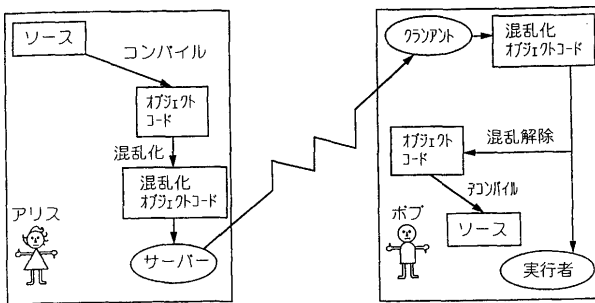 ソース
コンパイル
オブジェクト
コード
混乱化
混乱化
オブジェクトコード
アリス
サーバー
クランアント
混乱化
オブジェクトコード
オブジェクト
コード
混乱解除
デコンパイル
ソース
ボブ
実行者